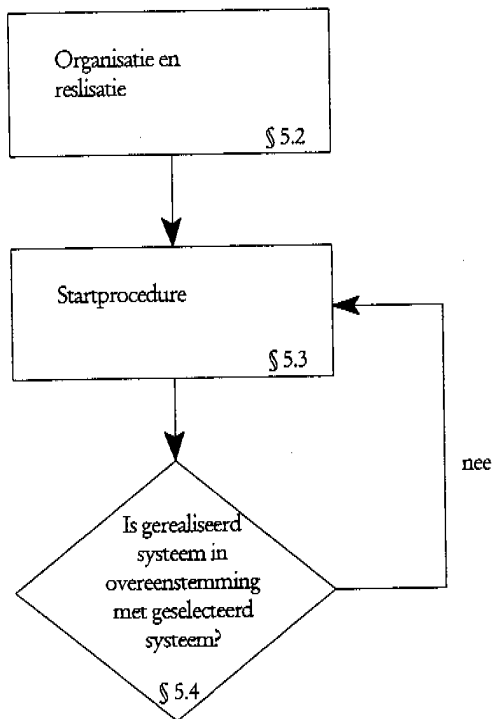 Organisatie en
reslisatie
§ 5.2
Startprocedure
§ 5.3
nee
Is gerealiseerd
systeem in
overeenstemming
met geselecteerd
systeem?
§ 5.4